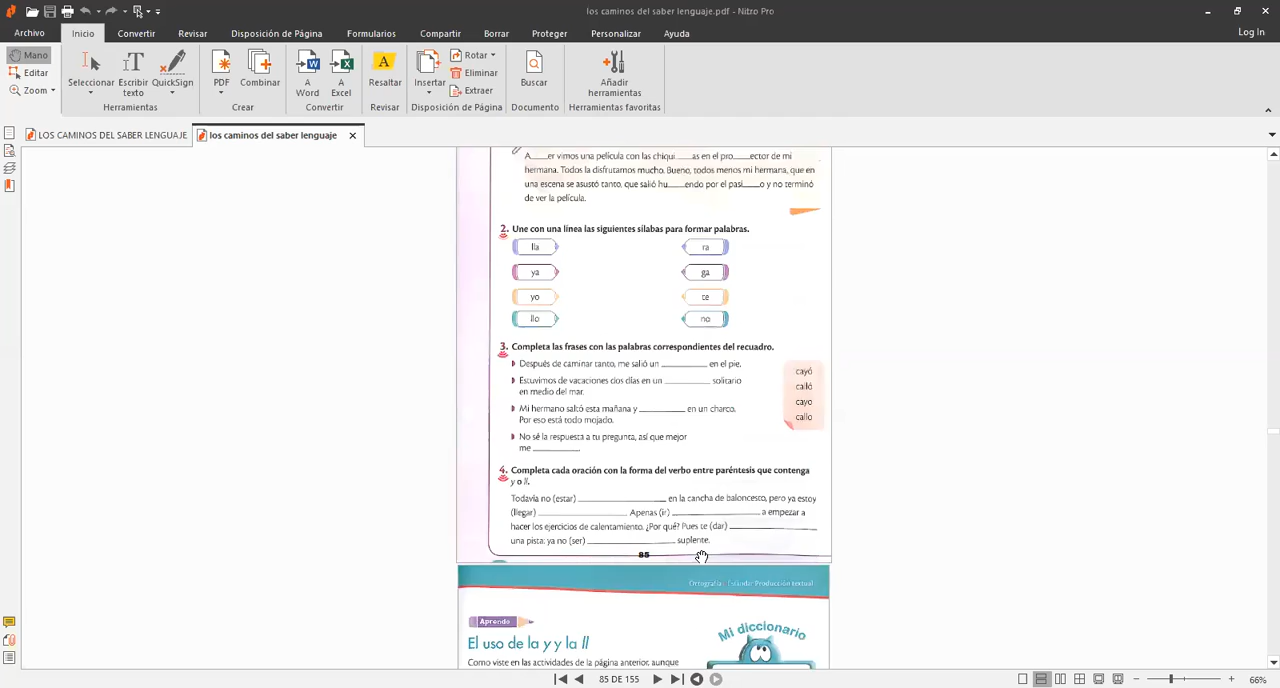 los caminos del saber lenguaje.pdf - Nitro Pro
Archivo Inicio Convertir Revisar Disposición de Página Formularios Compartir Borrar Proteger Personalizar Ayuda Log In
Mano
Editar
Zoom
Seleccionar
Escribir texto
QuickSign
Herramientas
PDF
Combinar
Crear
A Word
A Excel
Convertir
Resaltar
Revisar
Insertar
Rotar
Eliminar
Extraer
Disposición de Página
Buscar
Documento
Añadir herramientas
Herramientas favoritas
LOS CAMINOS DEL SABER LENGUAJE
los caminos del saber lenguaje
A___er vimos una película con las chiqui___as en el pro___ector de mi
hermana. Todos la disfrutamos mucho. Bueno, todos menos mi hermana, que en
una escena se asustó tanto, que salió hu___endo por el pasi___o y no terminó
de ver la película.
2. Une con una línea las siguientes sílabas para formar palabras.
lla ra
ya ga
yo te
llo no
3. Completa las frases con las palabras correspondientes del recuadro.
Después de caminar tanto, me salió un ________ en el pie.
Estuvimos de vacaciones dos días en un ________ solitario
en medio del mar.
Mi hermano saltó esta mañana y ________ en un charco.
Por eso está todo mojado.
No sé la respuesta a tu pregunta, así que mejor
me ________.
cayó
calló
cayo
callo
4. Completa cada oración con la forma del verbo entre paréntesis que contenga
y o ll.
Todavía no (estar) ________ en la cancha de baloncesto, pero ya estoy
(llegar) ________. Apenas (ir) ________ a empezar a
hacer los ejercicios de calentamiento. ¿Por qué? Pues te (dar) ________
una pista: ya no (ser) ________ suplente.
85
Ortografía - Estándar Producción textual
Aprendo
El uso de la y y la ll
Como viste en las actividades de la página anterior, aunque
Mi diccionario
85 DE 155
66%